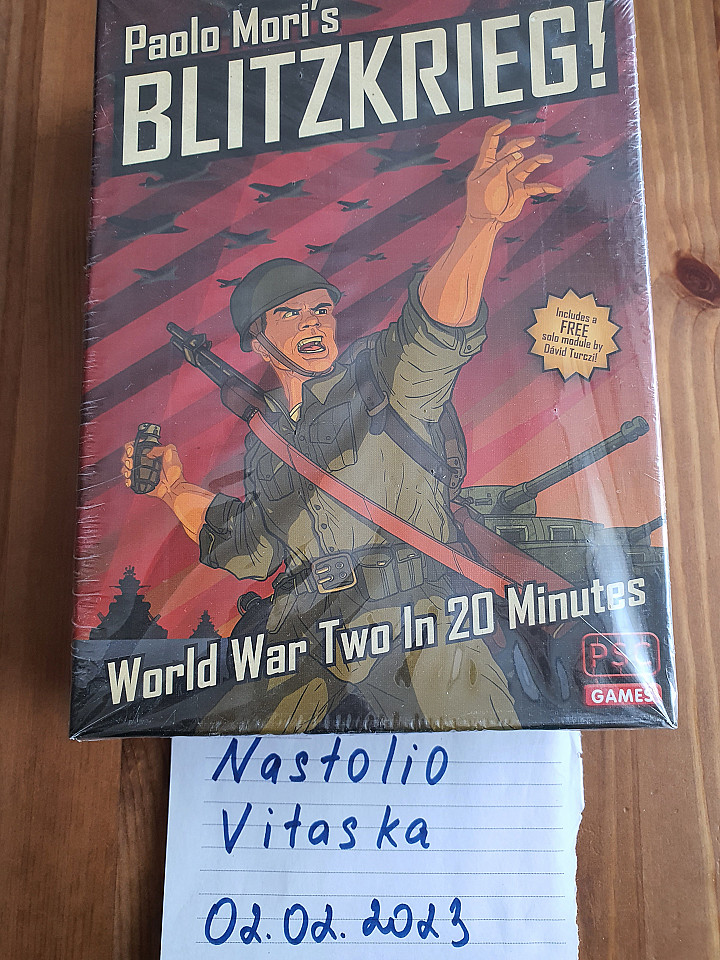 Paolo Mori's
BLITZKRIEG!
Includes a
FREE
solo module by
Dávid Turczi!
World War Two In 20 Minutes
PSC
GAMES
Nastolio
Vitaska
02.02.2023